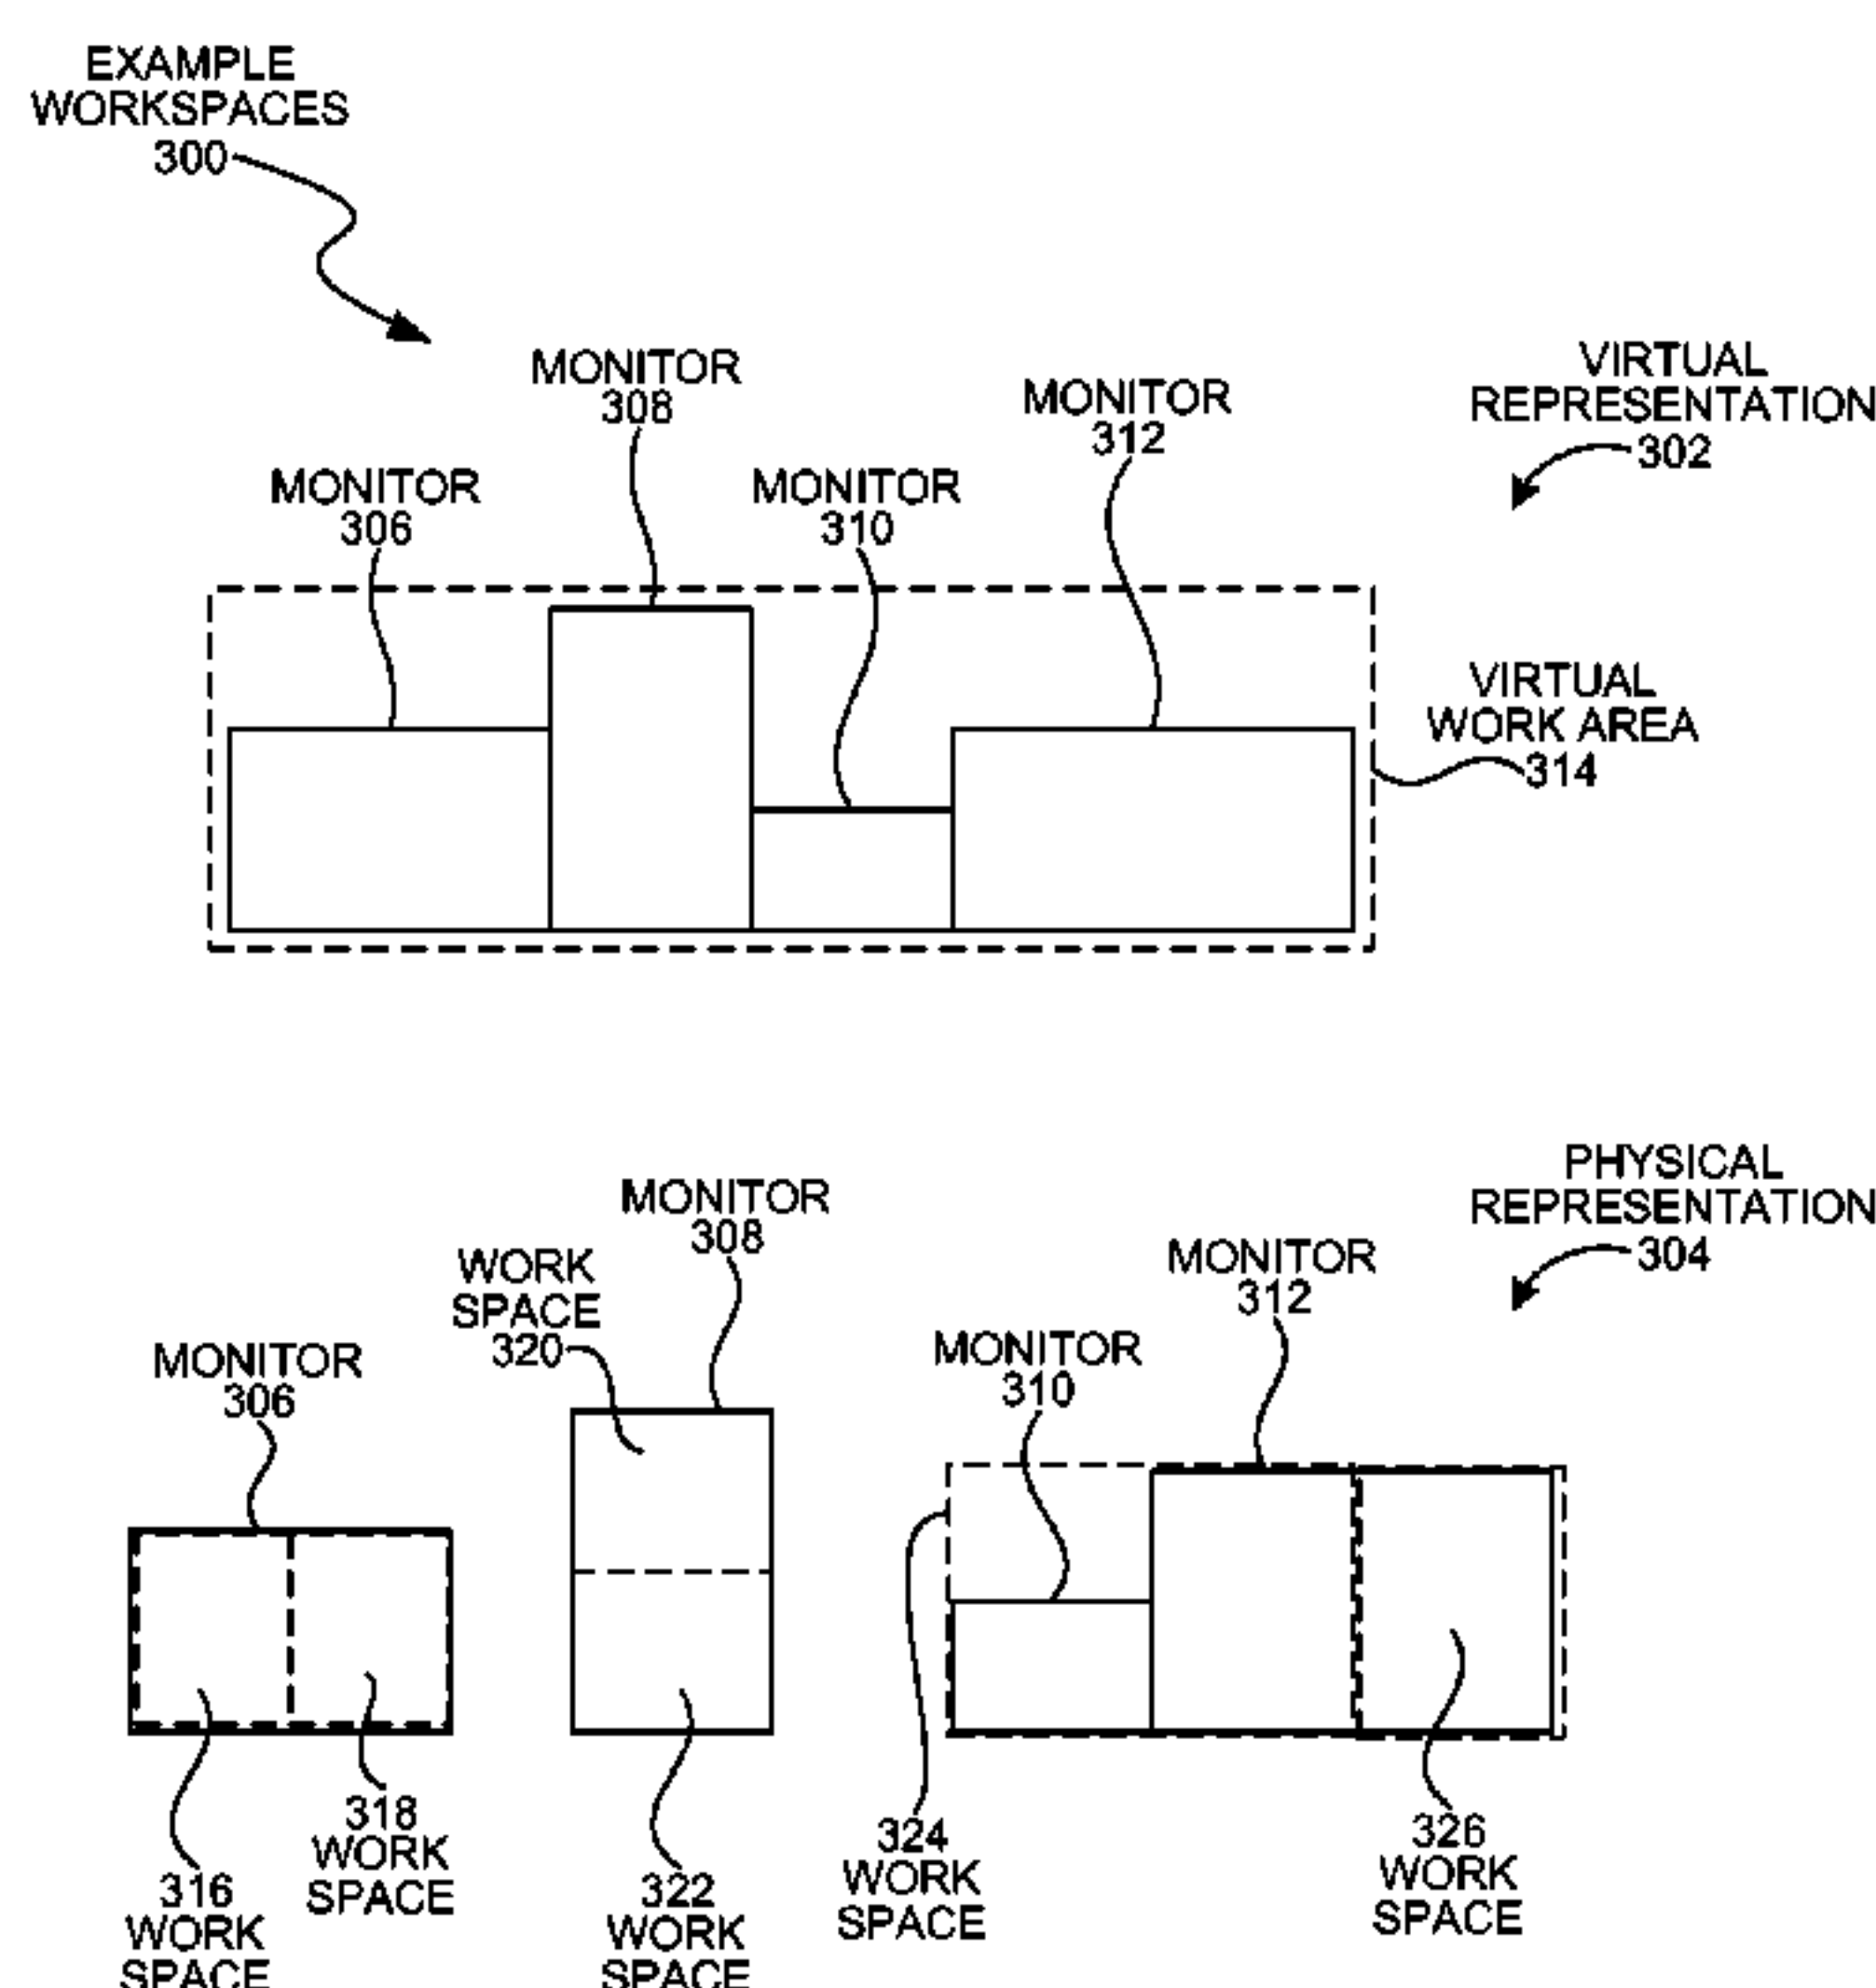 EXAMPLE
WORKSPACES
300
MONITOR
308
MONITOR
312
VIRTUAL
REPRESENTATION
302
MONITOR
306
MONITOR
310
VIRTUAL
WORK AREA
314
PHYSICAL
REPRESENTATION
304
MONITOR
308
WORK
SPACE
320
MONITOR
312
MONITOR
306
MONITOR
310
318
WORK
SPACE
316
WORK
SPACE
322
WORK
SPACE
324
WORK
SPACE
326
WORK
SPACE